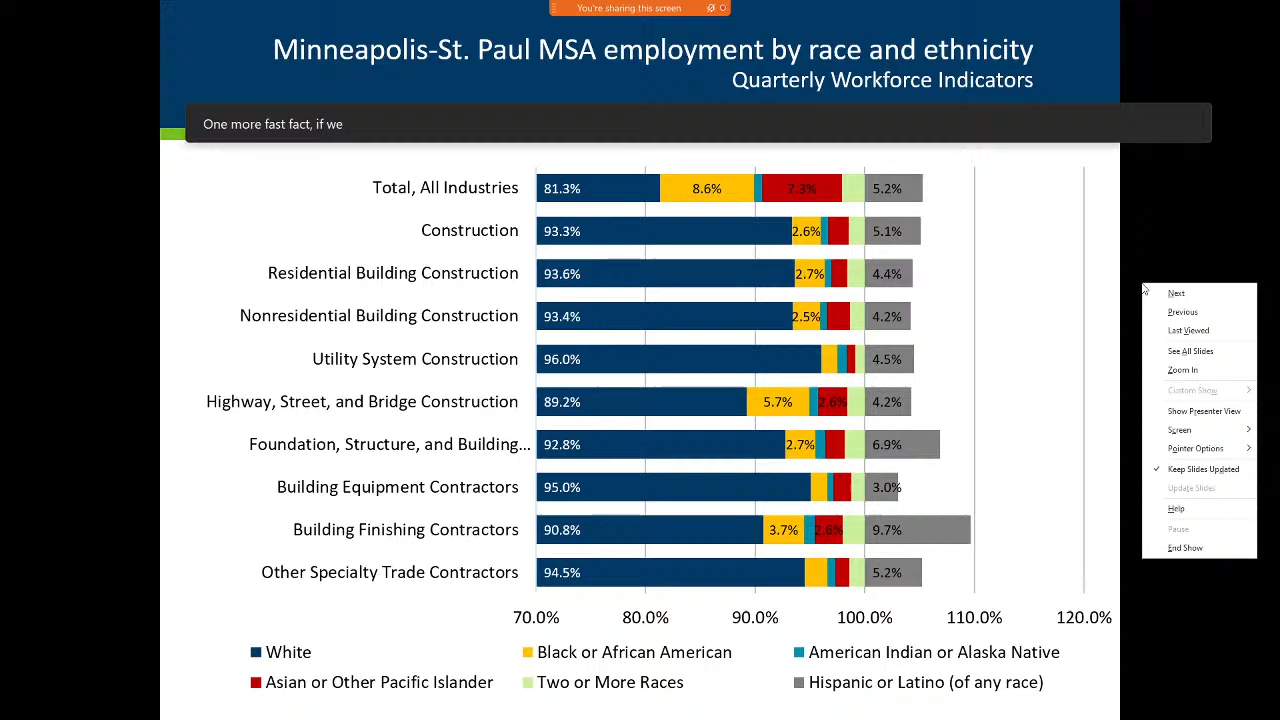 You're sharing this screen
Minneapolis-St. Paul MSA employment by race and ethnicity
Quarterly Workforce Indicators
One more fast fact, if we
Total, All Industries 81.3% 8.6% 7.3% 5.2%
Construction 93.3% 2.6% 5.1%
Residential Building Construction 93.6% 2.7% 4.4%
Nonresidential Building Construction 93.4% 2.5% 4.2%
Utility System Construction 96.0% 4.5%
Highway, Street, and Bridge Construction 89.2% 5.7% 2.6% 4.2%
Foundation, Structure, and Building... 92.8% 2.7% 6.9%
Building Equipment Contractors 95.0% 3.0%
Building Finishing Contractors 90.8% 3.7% 2.6% 9.7%
Other Specialty Trade Contractors 94.5% 5.2%
70.0% 80.0% 90.0% 100.0% 110.0% 120.0%
White Black or African American American Indian or Alaska Native
Asian or Other Pacific Islander Two or More Races Hispanic or Latino (of any race)
Next
Previous
Last Viewed
See All Slides
Zoom In
Custom Show
Show Presenter View
Screen
Pointer Options
Keep Slides Updated
Update Slides
Help
Pause
End Show